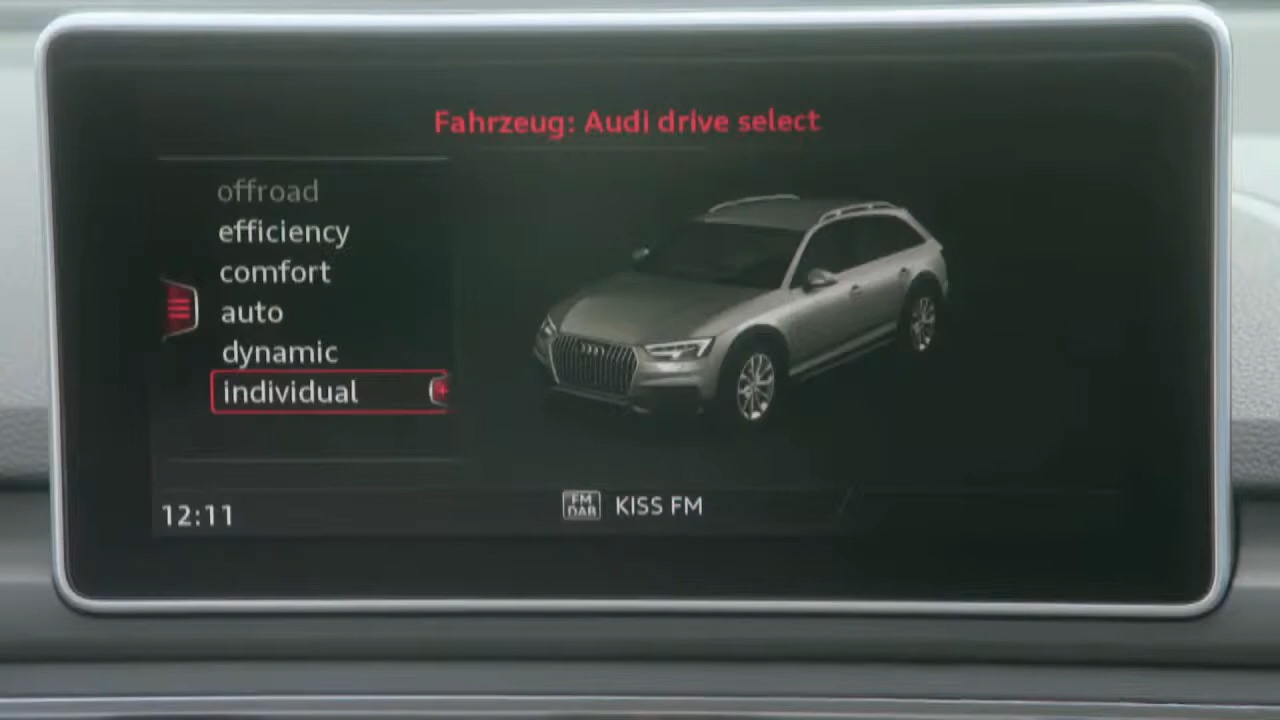 Fahrzeug: Audi drive select
offroad
efficiency
comfort
auto
dynamic
individual
12:11
FM
DAB
KISS FM